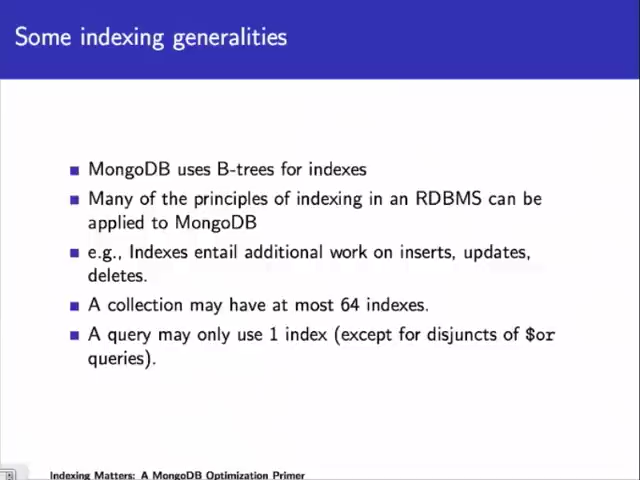 Some indexing generalities
MongoDB uses B-trees for indexes
Many of the principles of indexing in an RDBMS can be
applied to MongoDB
e.g., Indexes entail additional work on inserts, updates,
deletes.
A collection may have at most 64 indexes.
A query may only use 1 index (except for disjuncts of $or
queries).
Indexing Matters: A MongoDB Optimization Primer